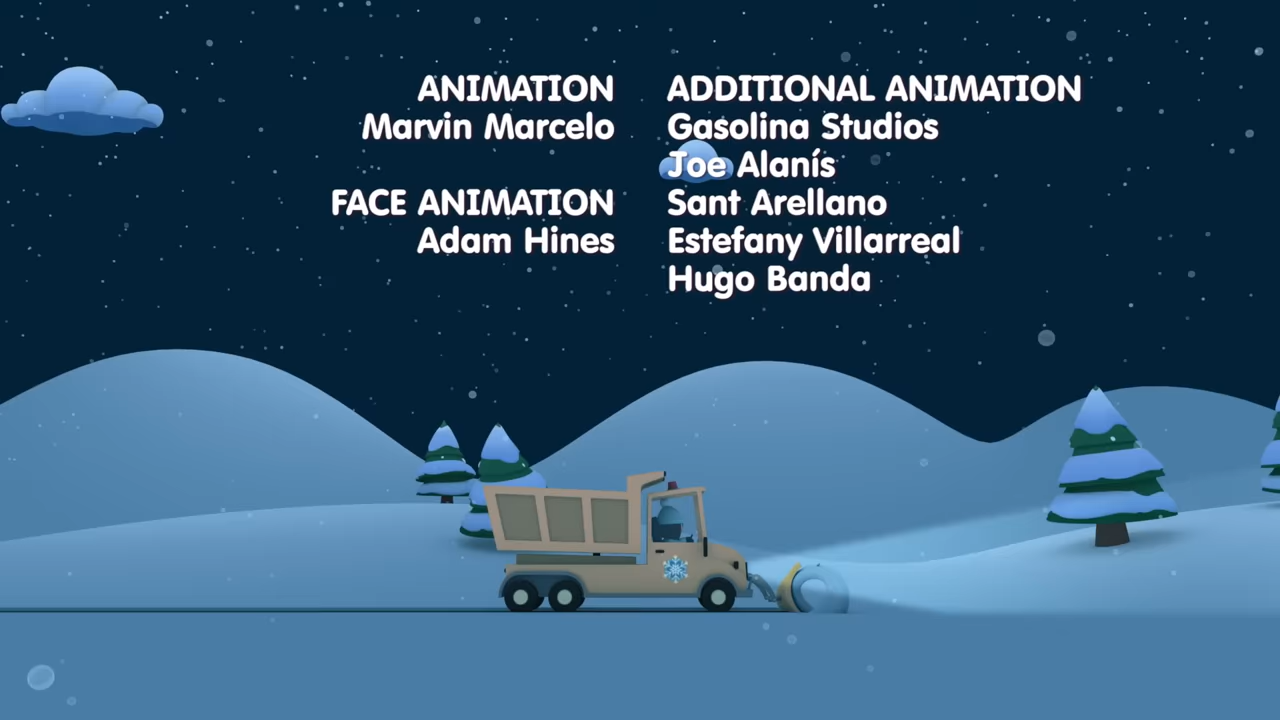 ANIMATION
Marvin Marcelo
FACE ANIMATION
Adam Hines
ADDITIONAL ANIMATION
Gasolina Studios
Joe Alanís
Sant Arellano
Estefany Villarreal
Hugo Banda